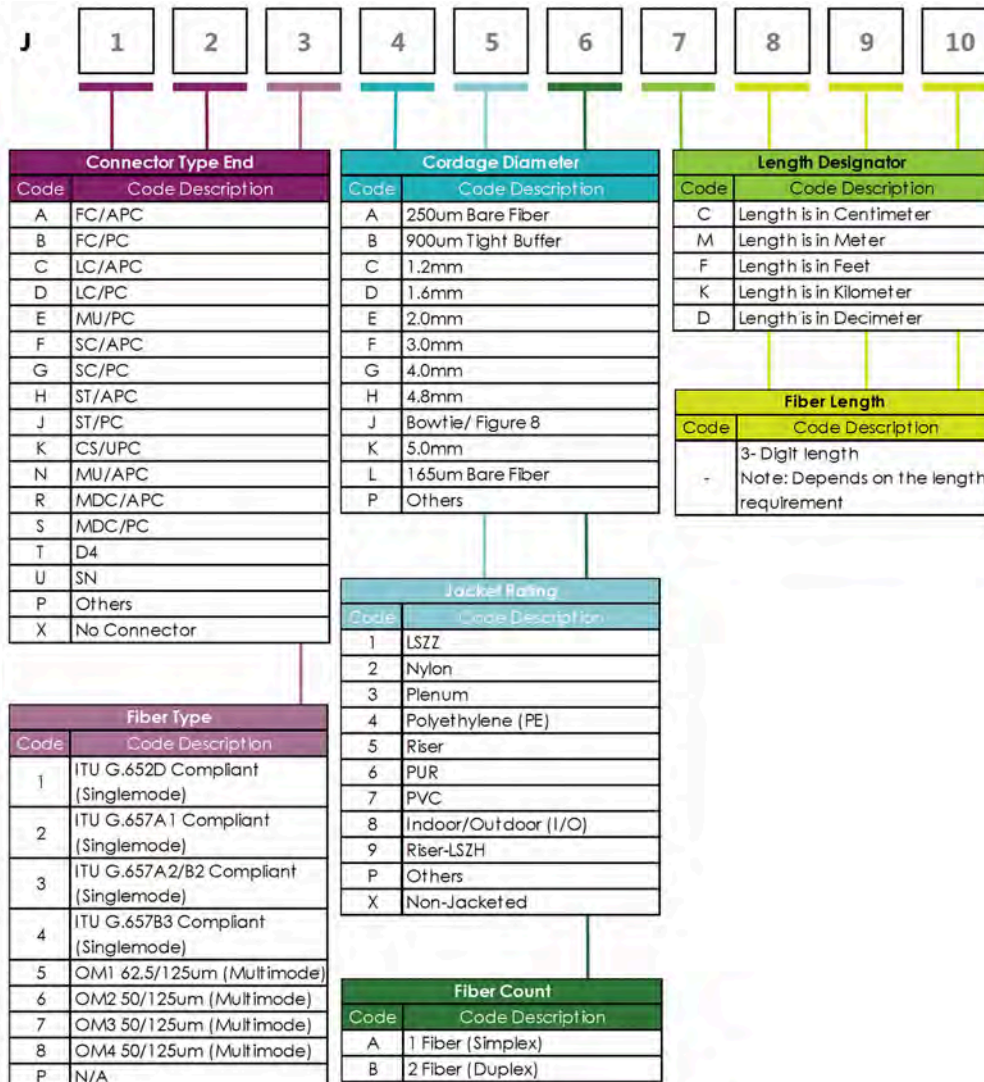 J 1 2 3 4 5 6 7 8 9 10
Connector Type End
Code Code Description
A FC/APC
B FC/PC
C LC/APC
D LC/PC
E MU/PC
F SC/APC
G SC/PC
H ST/APC
J ST/PC
K CS/UPC
N MU/APC
R MDC/APC
S MDC/PC
T D4
U SN
P Others
X No Connector
Fiber Type
Code Code Description
1 ITU G.652D Compliant
(Singlemode)
2 ITU G.657A1 Compliant
(Singlemode)
3 ITU G.657A2/B2 Compliant
(Singlemode)
4 ITU G.657B3 Compliant
(Singlemode)
5 OM1 62.5/125um (Multimode)
6 OM2 50/125um (Multimode)
7 OM3 50/125um (Multimode)
8 OM4 50/125um (Multimode)
P N/A
Cordage Diameter
Code Code Description
A 250um Bare Fiber
B 900um Tight Buffer
C 1.2mm
D 1.6mm
E 2.0mm
F 3.0mm
G 4.0mm
H 4.8mm
J Bowtie/ Figure 8
K 5.0mm
L 165um Bare Fiber
P Others
Jacket Rating
Code Code Description
1 LSZZ
2 Nylon
3 Plenum
4 Polyethylene (PE)
5 Riser
6 PUR
7 PVC
8 Indoor/Outdoor (I/O)
9 Riser-LSZH
P Others
X Non-Jacketed
Fiber Count
Code Code Description
A 1 Fiber (Simplex)
B 2 Fiber (Duplex)
Length Designator
Code Code Description
C Length is in Centimeter
M Length is in Meter
F Length is in Feet
K Length is in Kilometer
D Length is in Decimeter
Fiber Length
Code Code Description
3- Digit length
- Note: Depends on the length
requirement